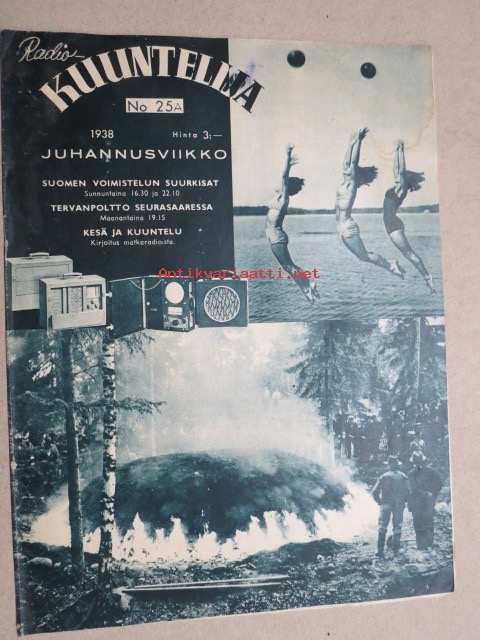 Radio
KUUNTELIJA
No 25A
1938 Hinta 3:—
JUHANNUSVIIKKO
SUOMEN VOIMISTELUN SUURKISAT
Sunnuntaina 16.30 ja 22.10
TERVANPOLTTO SEURASAARESSA
Maanantaina 19.15
KESÄ JA KUUNTELU
Kirjoitus matkaradioista.
Antikvariaatti.net